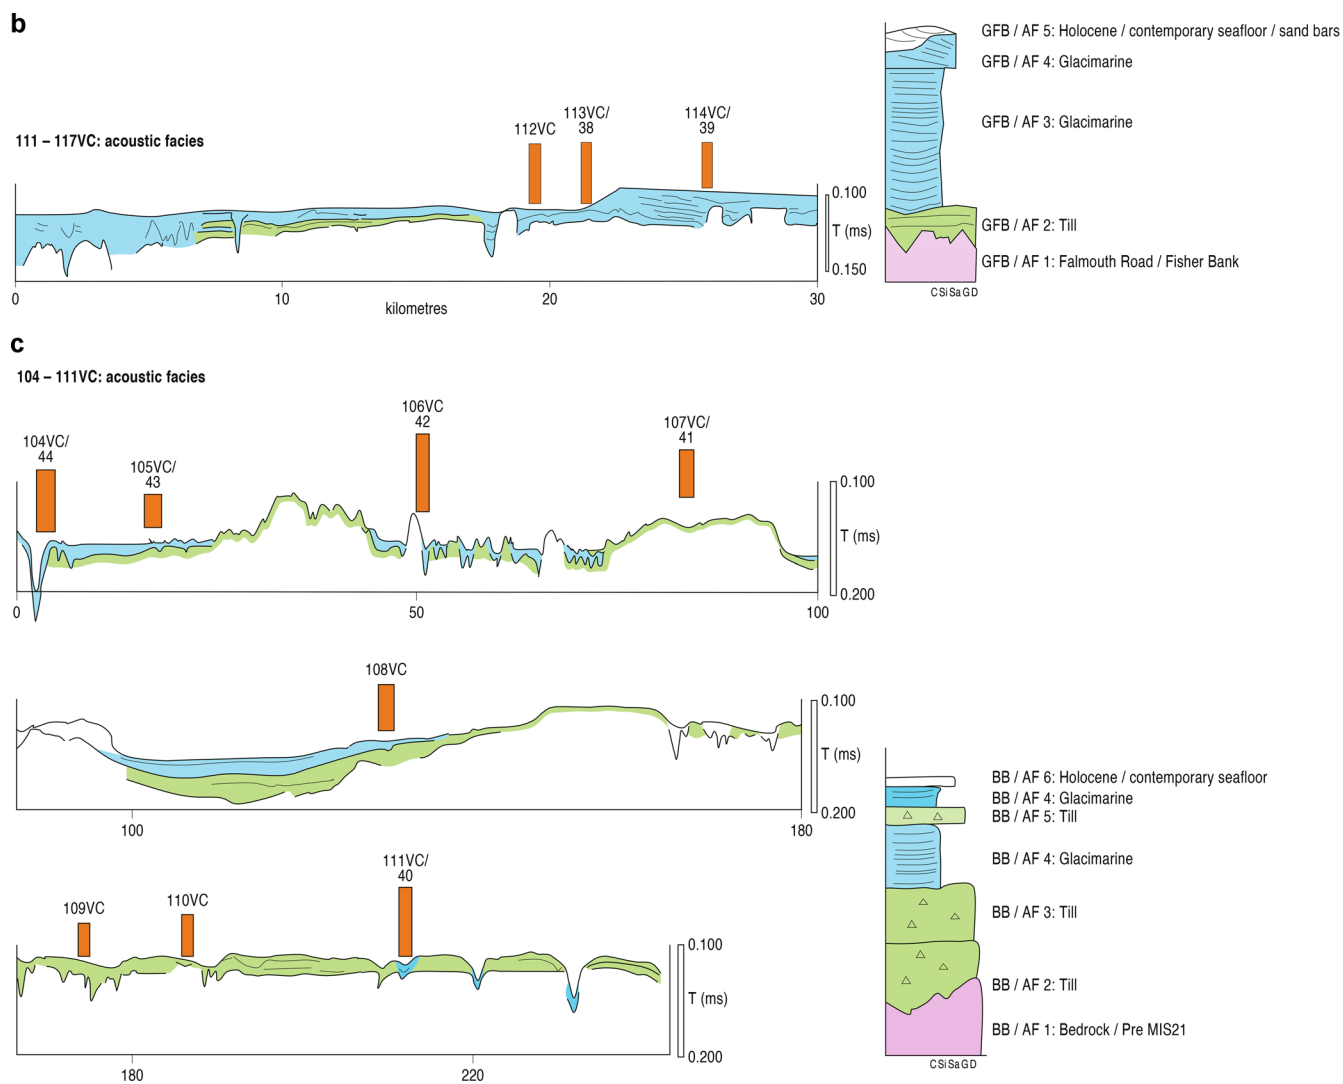 b
111 – 117VC: acoustic facies
112VC
113VC/
38
114VC/
39
0.100
T (ms)
0.150
0
10
20
30
kilometres
GFB / AF 5: Holocene / contemporary seafloor / sand bars
GFB / AF 4: Glacimarine
GFB / AF 3: Glacimarine
GFB / AF 2: Till
GFB / AF 1: Falmouth Road / Fisher Bank
CSiSaGD
c
104 – 111VC: acoustic facies
104VC/
44
105VC/
43
106VC
42
107VC/
41
0.100
T (ms)
0.200
0
50
100
108VC
0.100
T (ms)
0.200
100
180
109VC
110VC
111VC/
40
0.100
T (ms)
0.200
180
220
BB / AF 6: Holocene / contemporary seafloor
BB / AF 4: Glacimarine
BB / AF 5: Till
BB / AF 4: Glacimarine
BB / AF 3: Till
BB / AF 2: Till
BB / AF 1: Bedrock / Pre MIS21
CSiSaGD